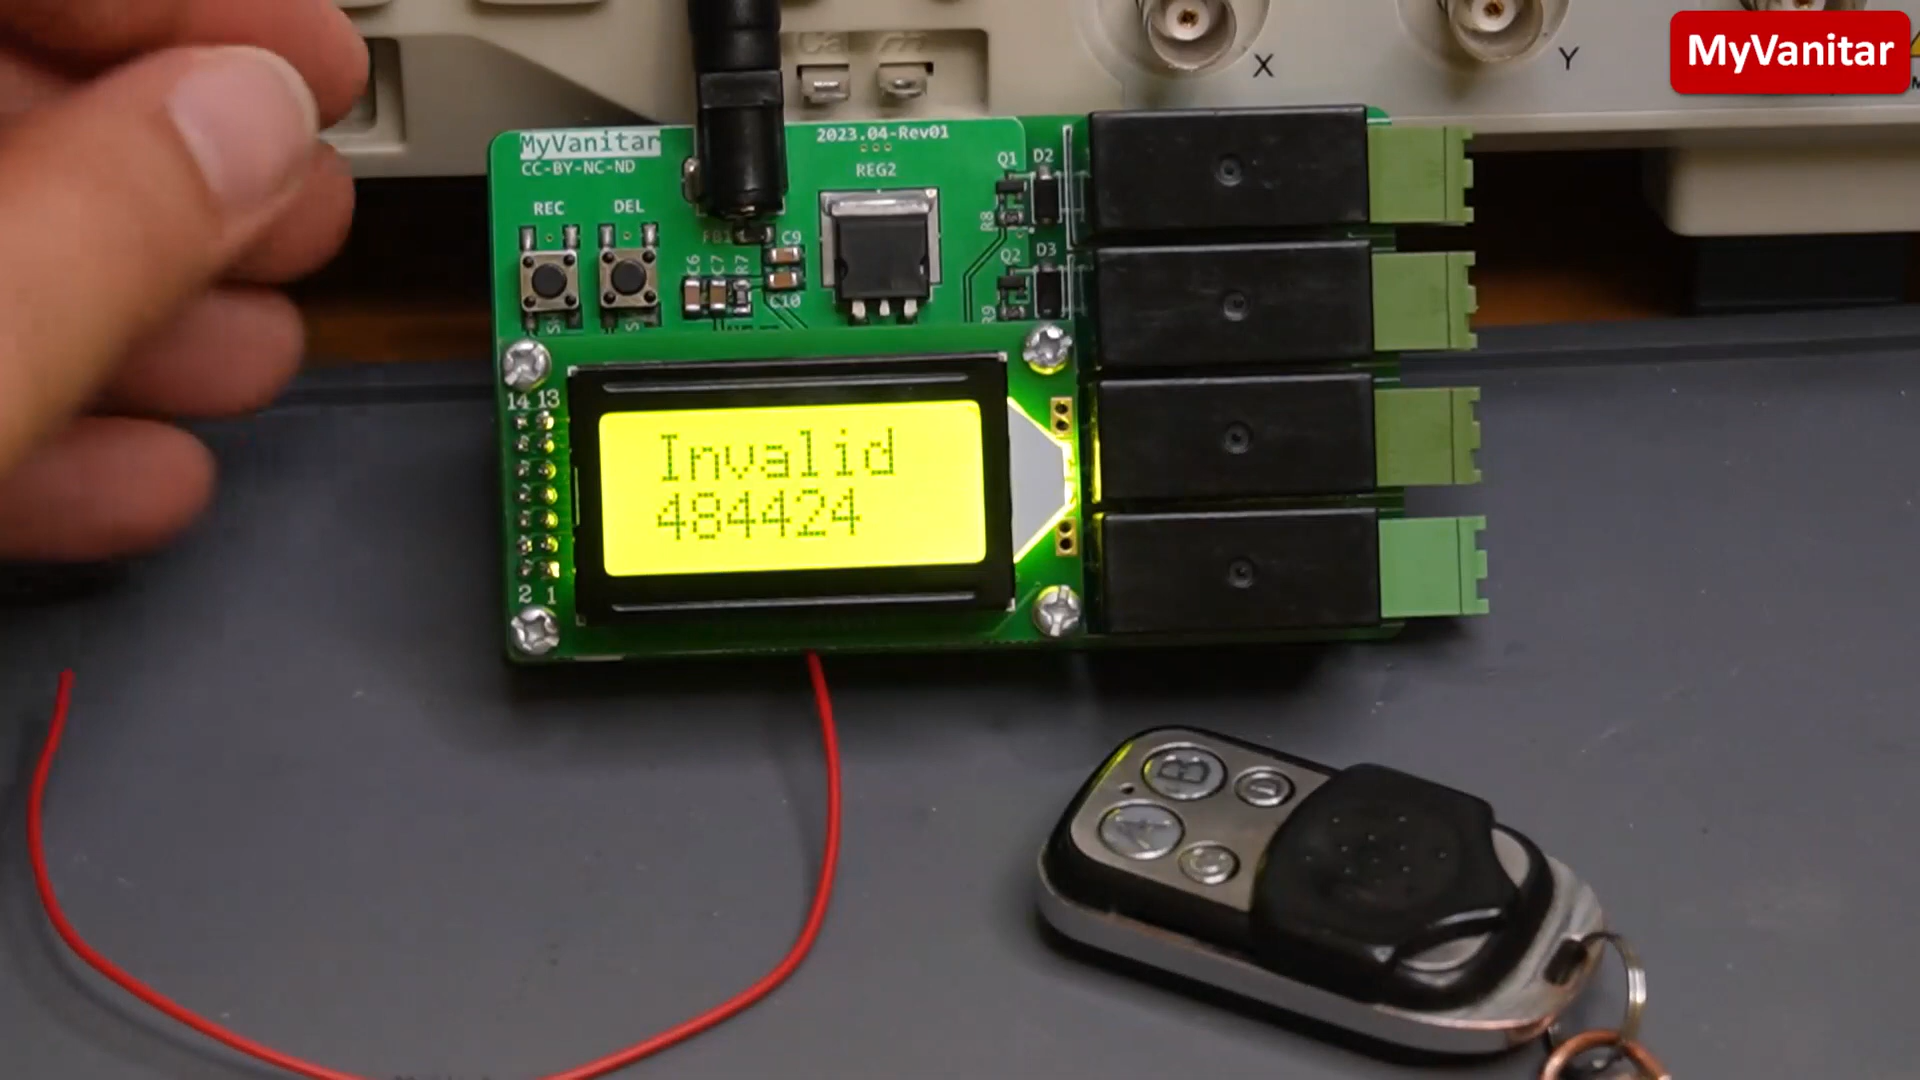 MyVanitar
X
Y
MyVanitar
CC-BY-NC-ND
2023.04-Rev01
REG2
REC
DEL
Q1
D2
R8
FB1
C9
C6
C7
R7
C10
Q2
D3
R9
14 13
Invalid
484424
2 1
B
D
A
C